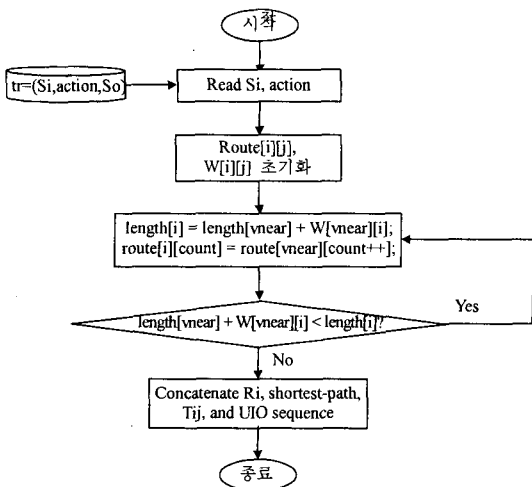 시작
tr=(Si,action,So)
Read Si, action
Route[i][j],
W[i][j] 초기화
length[i] = length[vnear] + W[vnear][i];
route[i][count] = route[vnear][count++];
length[vnear] + W[vnear][i] < length[i]?
Yes
No
Concatenate Ri, shortest-path,
Tij, and UIO sequence
종료